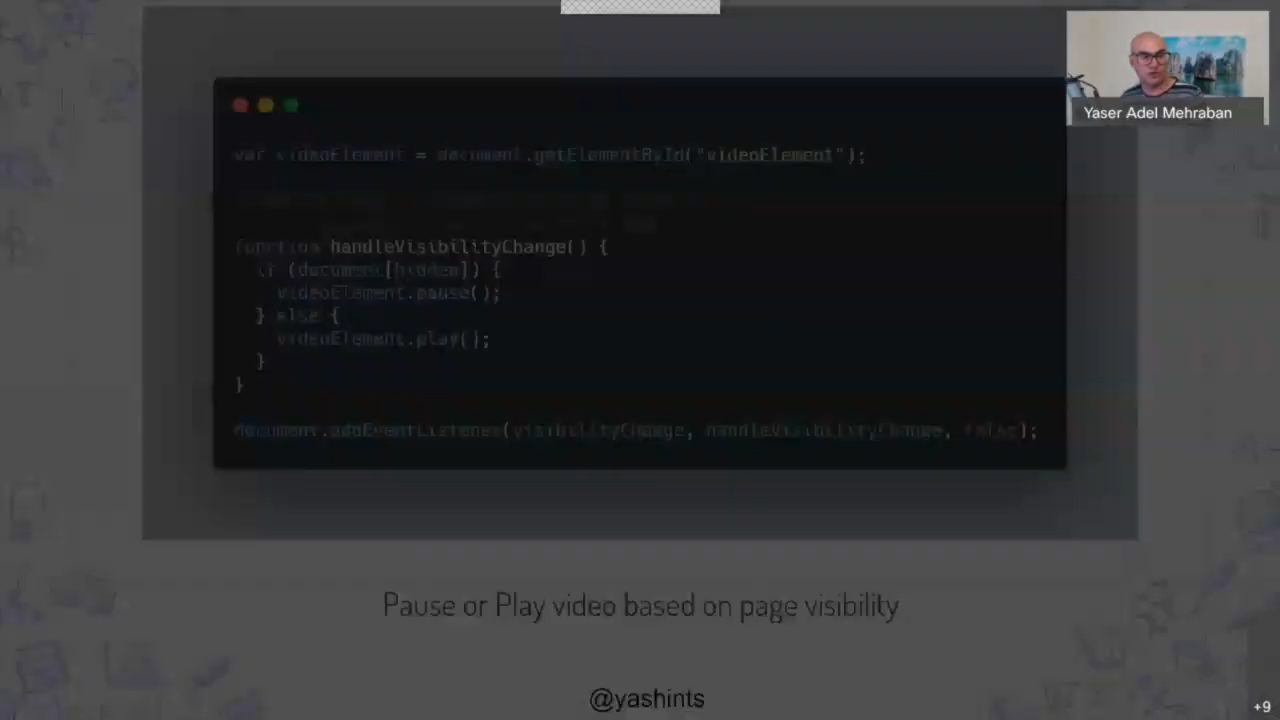 Yaser Adel Mehraban
var videoElement = document.getElementById("videoElement");
function handleVisibilityChange() {
if (document[hidden]) {
videoElement.pause();
} else {
videoElement.play();
}
}
document.addEventListener(visibilityChange, handleVisibilityChange, false);
Pause or Play video based on page visibility
@yashints
+9